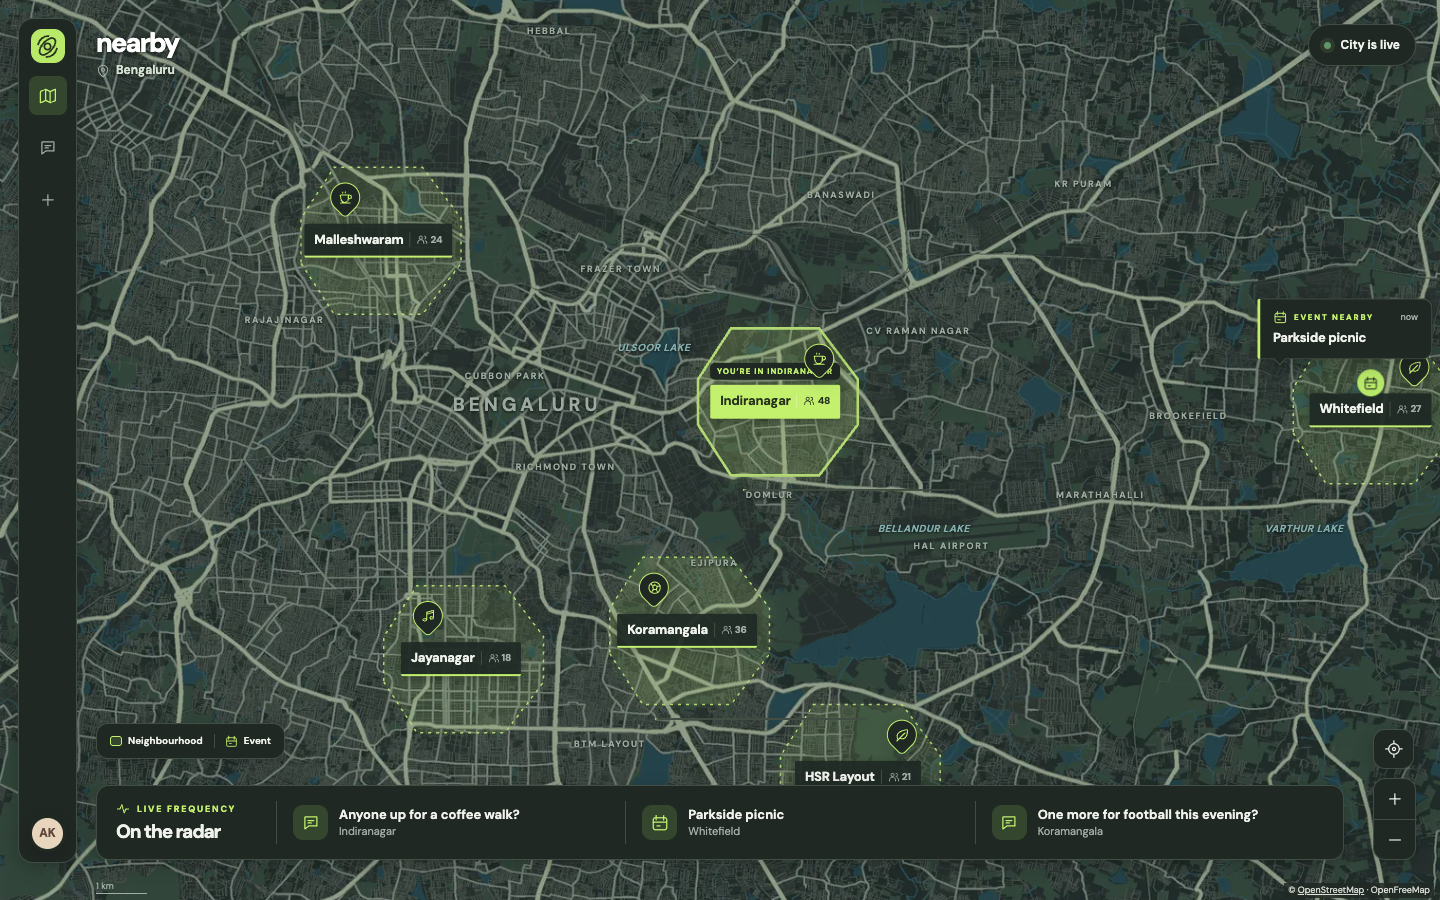 nearby
Bengaluru
City is live
HEBBAL
KR PURAM
BANASWADI
Malleshwaram 24
FRAZER TOWN
RAJAJINAGAR
EVENT NEARBY now
Parkside picnic
CV RAMAN NAGAR
ULSOOR LAKE
YOU'RE IN INDIRANAGAR
CUBBON PARK
Indiranagar 48
BENGALURU
Whitefield 27
BROOKEFIELD
RICHMOND TOWN
DOMLUR
MARATHAHALLI
BELLANDUR LAKE
VARTHUR LAKE
HAL AIRPORT
EJIPURA
Koramangala 36
Jayanagar 18
BTM LAYOUT
HSR Layout 21
Neighbourhood
Event
LIVE FREQUENCY
On the radar
Anyone up for a coffee walk?
Indiranagar
Parkside picnic
Whitefield
One more for football this evening?
Koramangala
AK
1 km
© OpenStreetMap · OpenFreeMap